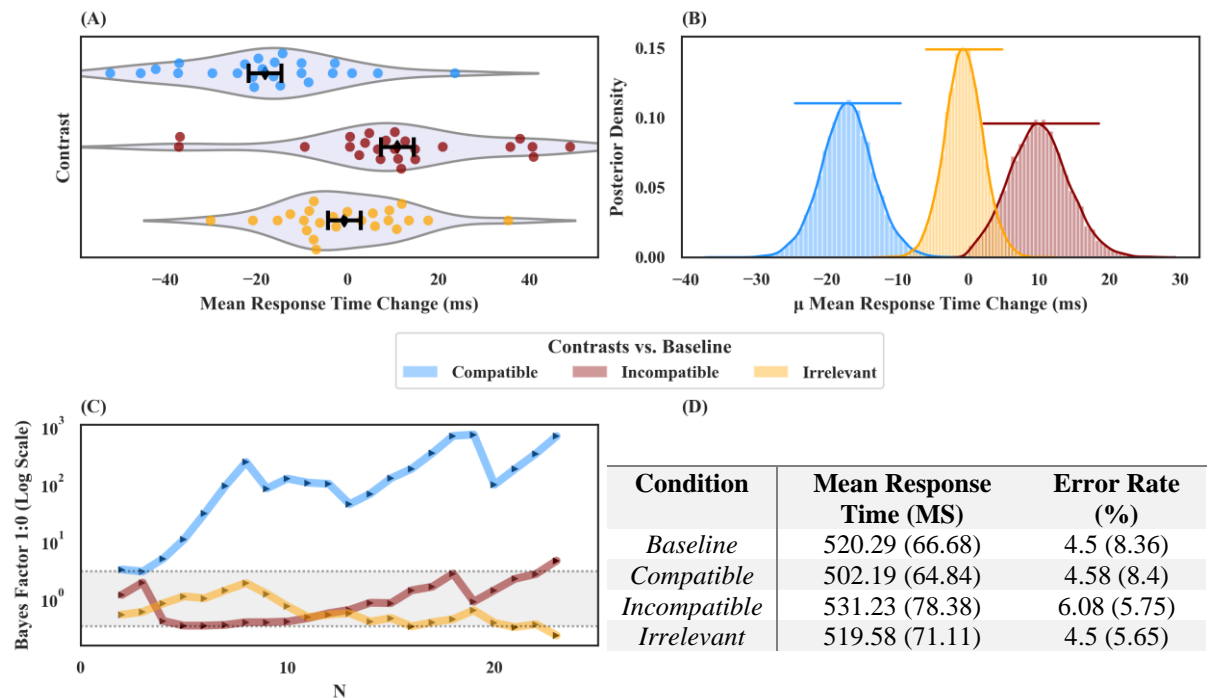 (A)
Contrast
−40 −20 0 20 40
Mean Response Time Change (ms)
(B)
Posterior Density
0.15
0.10
0.05
0.00
−40 −30 −20 −10 0 10 20 30
μ Mean Response Time Change (ms)
Contrasts vs. Baseline
Compatible Incompatible Irrelevant
(C)
Bayes Factor 1:0 (Log Scale)
10³
10²
10¹
10⁰
0 10 20
N
(D)
Condition Mean Response Error Rate
Time (MS) (%)
Baseline 520.29 (66.68) 4.5 (8.36)
Compatible 502.19 (64.84) 4.58 (8.4)
Incompatible 531.23 (78.38) 6.08 (5.75)
Irrelevant 519.58 (71.11) 4.5 (5.65)